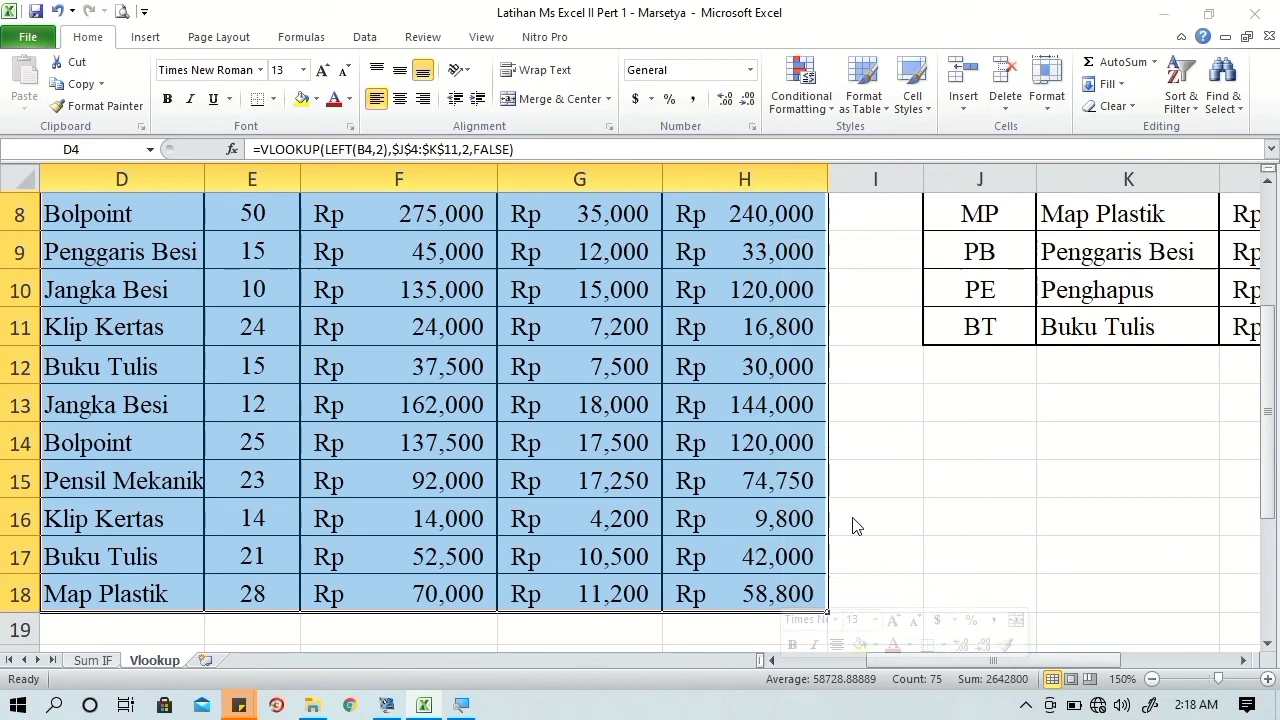 Latihan Ms Excel II Pert 1 - Marsetya - Microsoft Excel
File Home Insert Page Layout Formulas Data Review View Nitro Pro
Paste Cut Copy Format Painter
Times New Roman 13
B I U
Wrap Text
Merge & Center
General
$ % ,
Conditional Formatting Format as Table Cell Styles
Insert Delete Format
AutoSum Fill Clear
Sort & Filter Find & Select
Clipboard Font Alignment Number Styles Cells Editing
D4 fx =VLOOKUP(LEFT(B4,2),$J$4:$K$11,2,FALSE)
D E F G H I J K
8 Bolpoint 50 Rp 275,000 Rp 35,000 Rp 240,000 MP Map Plastik Rp
9 Penggaris Besi 15 Rp 45,000 Rp 12,000 Rp 33,000 PB Penggaris Besi Rp
10 Jangka Besi 10 Rp 135,000 Rp 15,000 Rp 120,000 PE Penghapus Rp
11 Klip Kertas 24 Rp 24,000 Rp 7,200 Rp 16,800 BT Buku Tulis Rp
12 Buku Tulis 15 Rp 37,500 Rp 7,500 Rp 30,000
13 Jangka Besi 12 Rp 162,000 Rp 18,000 Rp 144,000
14 Bolpoint 25 Rp 137,500 Rp 17,500 Rp 120,000
15 Pensil Mekanik 23 Rp 92,000 Rp 17,250 Rp 74,750
16 Klip Kertas 14 Rp 14,000 Rp 4,200 Rp 9,800
17 Buku Tulis 21 Rp 52,500 Rp 10,500 Rp 42,000
18 Map Plastik 28 Rp 70,000 Rp 11,200 Rp 58,800
19
Times 13 A A $ % ,
B I A
Sum IF Vlookup
Ready Average: 58728.88889 Count: 75 Sum: 2642800 150%
2:18 AM